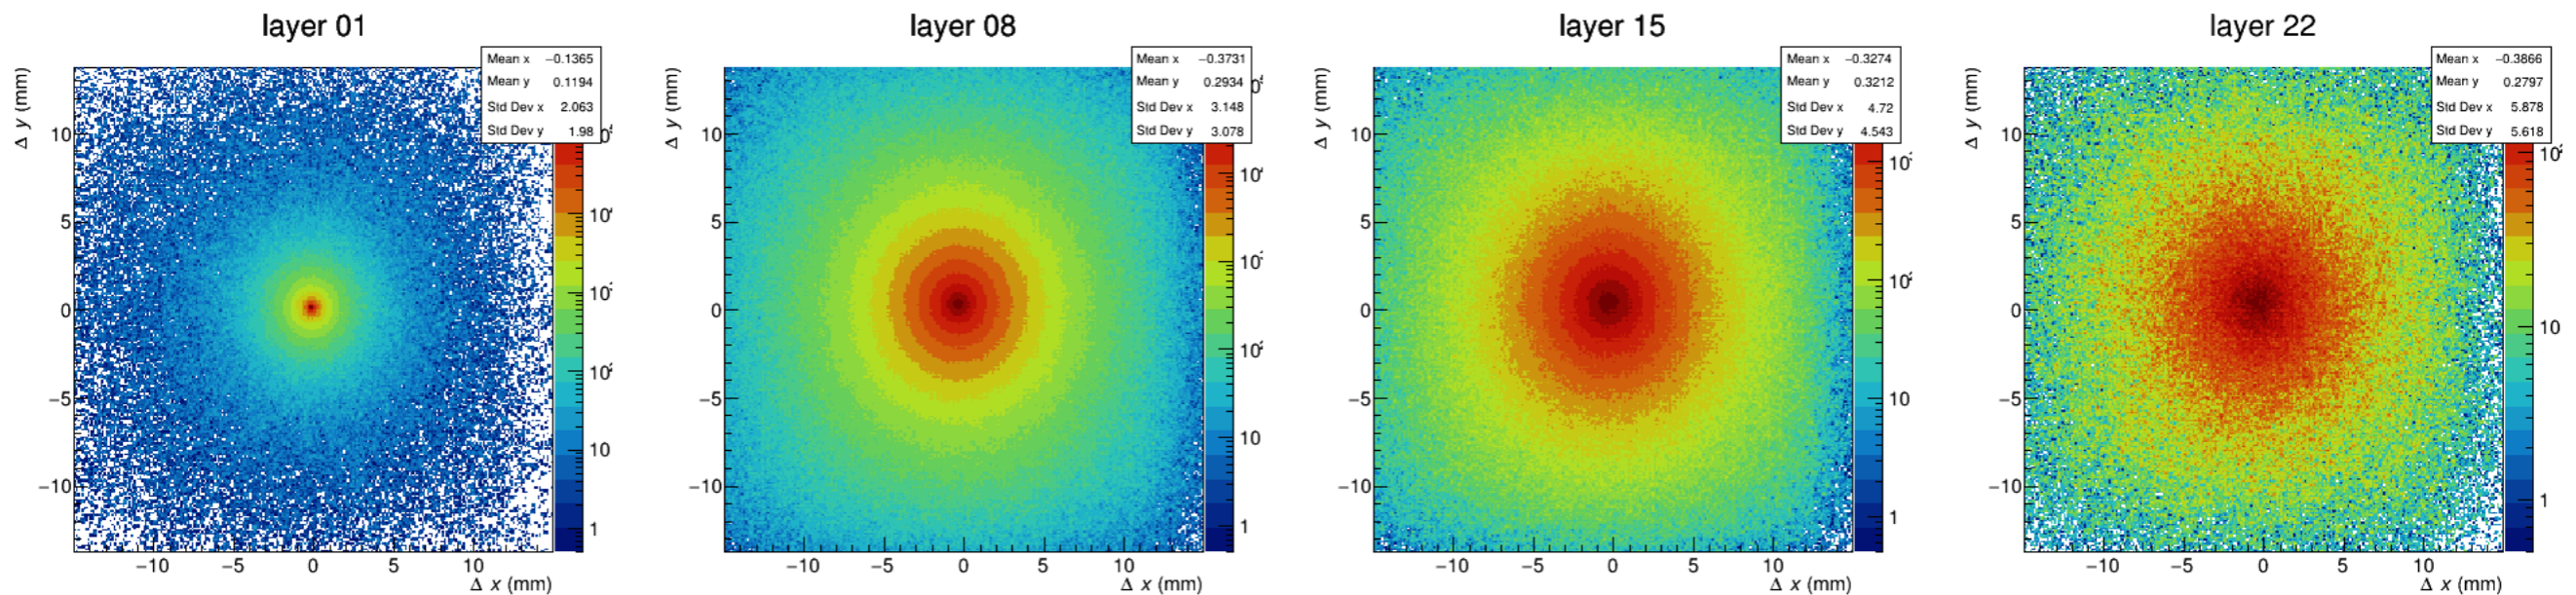 layer 01
Mean x −0.1365
Mean y 0.1194
Std Dev x 2.063
Std Dev y 1.98
Δ y (mm)
10
5
0
−5
−10
−10 −5 0 5 10
Δ x (mm)
10
1
layer 08
Mean x −0.3731
Mean y 0.2934
Std Dev x 3.148
Std Dev y 3.078
Δ y (mm)
10
5
0
−5
−10
−10 −5 0 5 10
Δ x (mm)
10
1
layer 15
Mean x −0.3274
Mean y 0.3212
Std Dev x 4.72
Std Dev y 4.543
Δ y (mm)
10
5
0
−5
−10
−10 −5 0 5 10
Δ x (mm)
10
1
layer 22
Mean x −0.3866
Mean y 0.2797
Std Dev x 5.878
Std Dev y 5.618
Δ y (mm)
10
5
0
−5
−10
−10 −5 0 5 10
Δ x (mm)
10
1